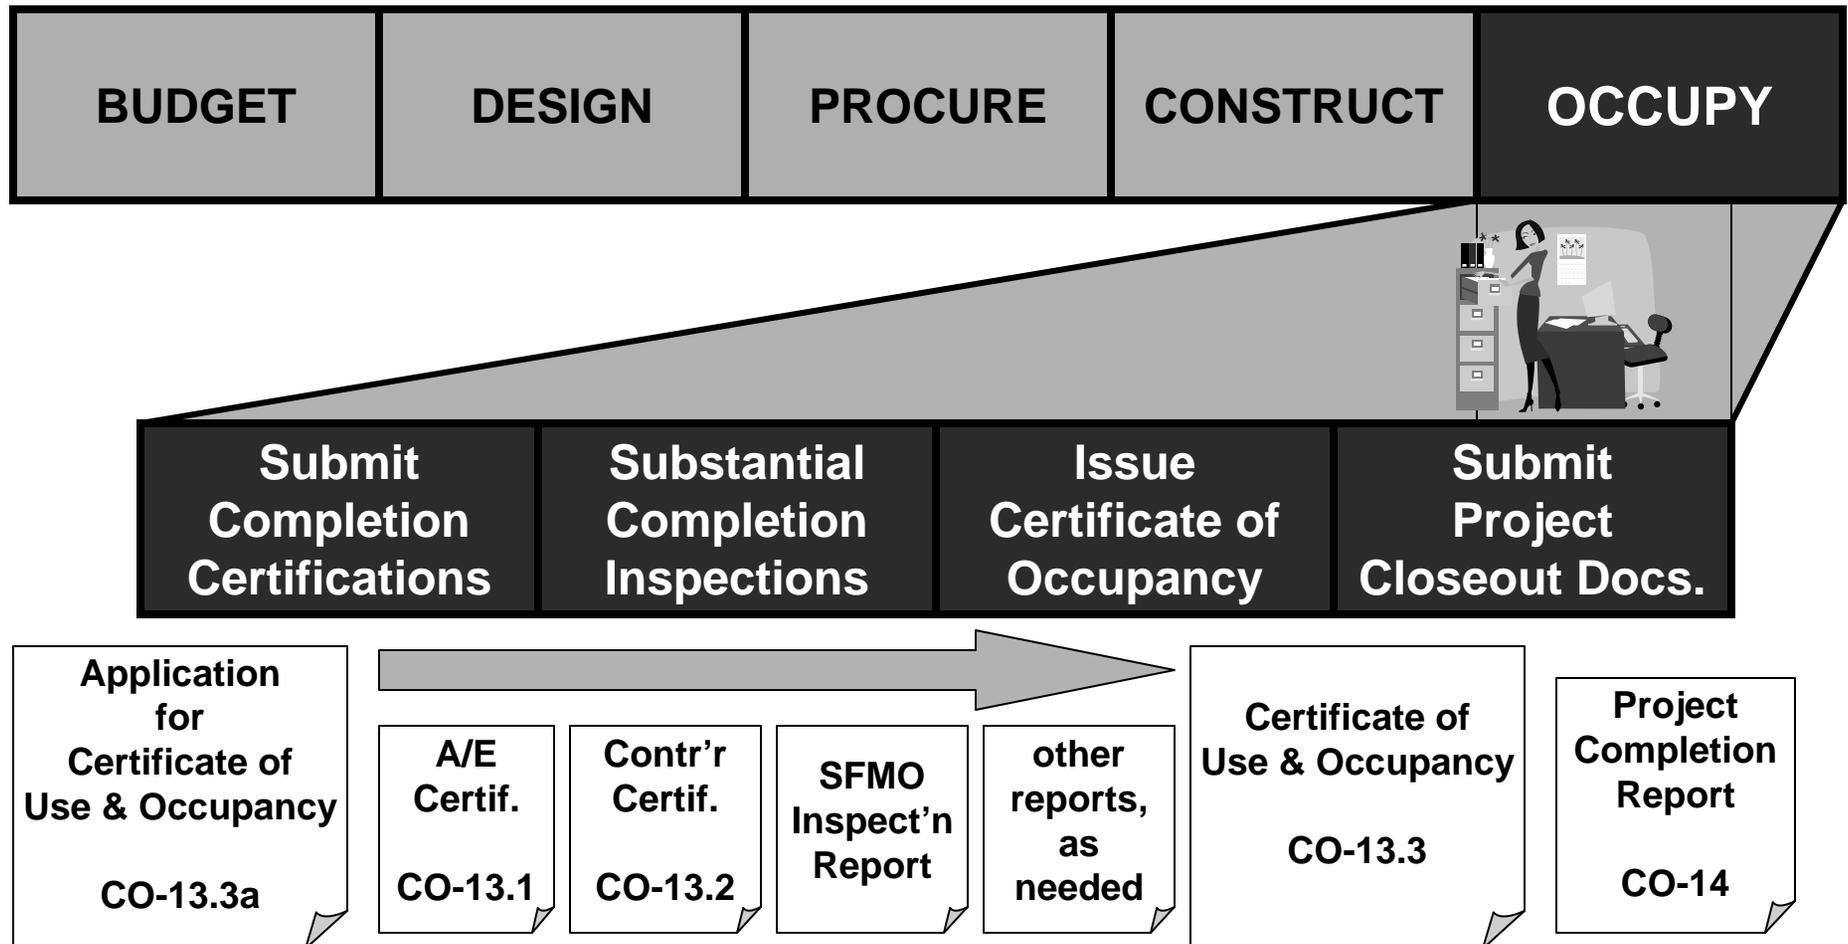 BUDGET
DESIGN
PROCURE
CONSTRUCT
OCCUPY
Submit
Completion
Certifications
Substantial
Completion
Inspections
Issue
Certificate of
Occupancy
Submit
Project
Closeout Docs.
Application
for
Certificate of
Use & Occupancy
CO-13.3a
A/E
Certif.
CO-13.1
Contr’r
Certif.
CO-13.2
SFMO
Inspect’n
Report
other
reports,
as
needed
Certificate of
Use & Occupancy
CO-13.3
Project
Completion
Report
CO-14